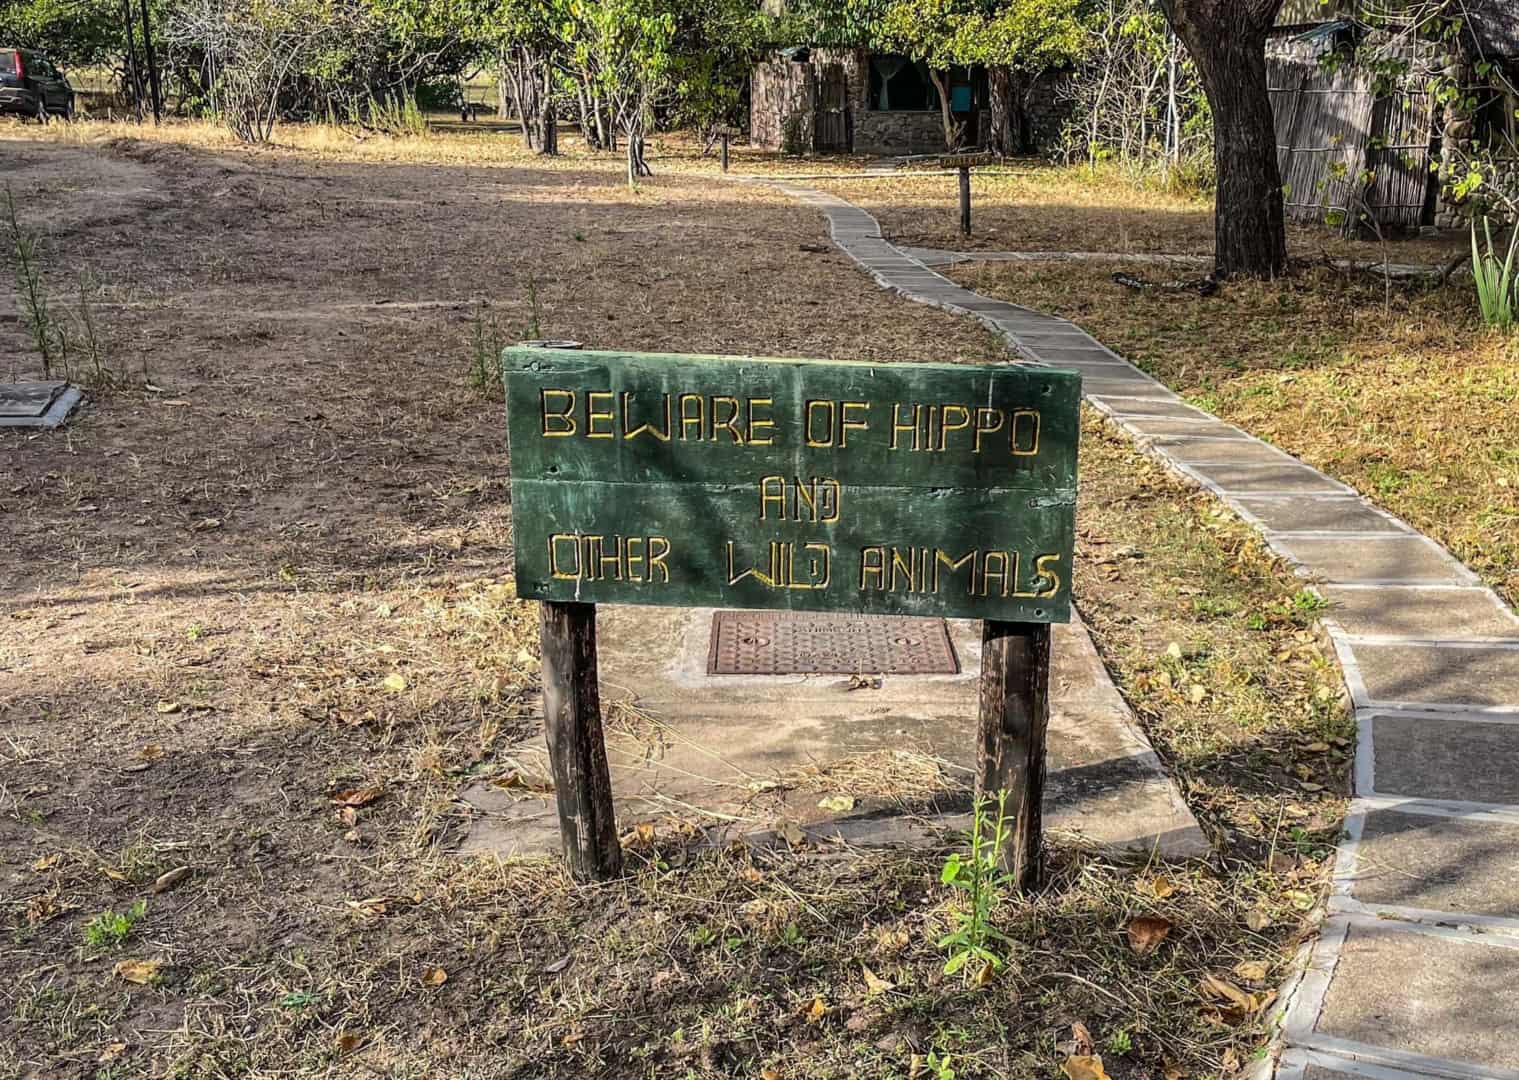 BEWARE OF HIPPO
AND
OTHER WILD ANIMALS